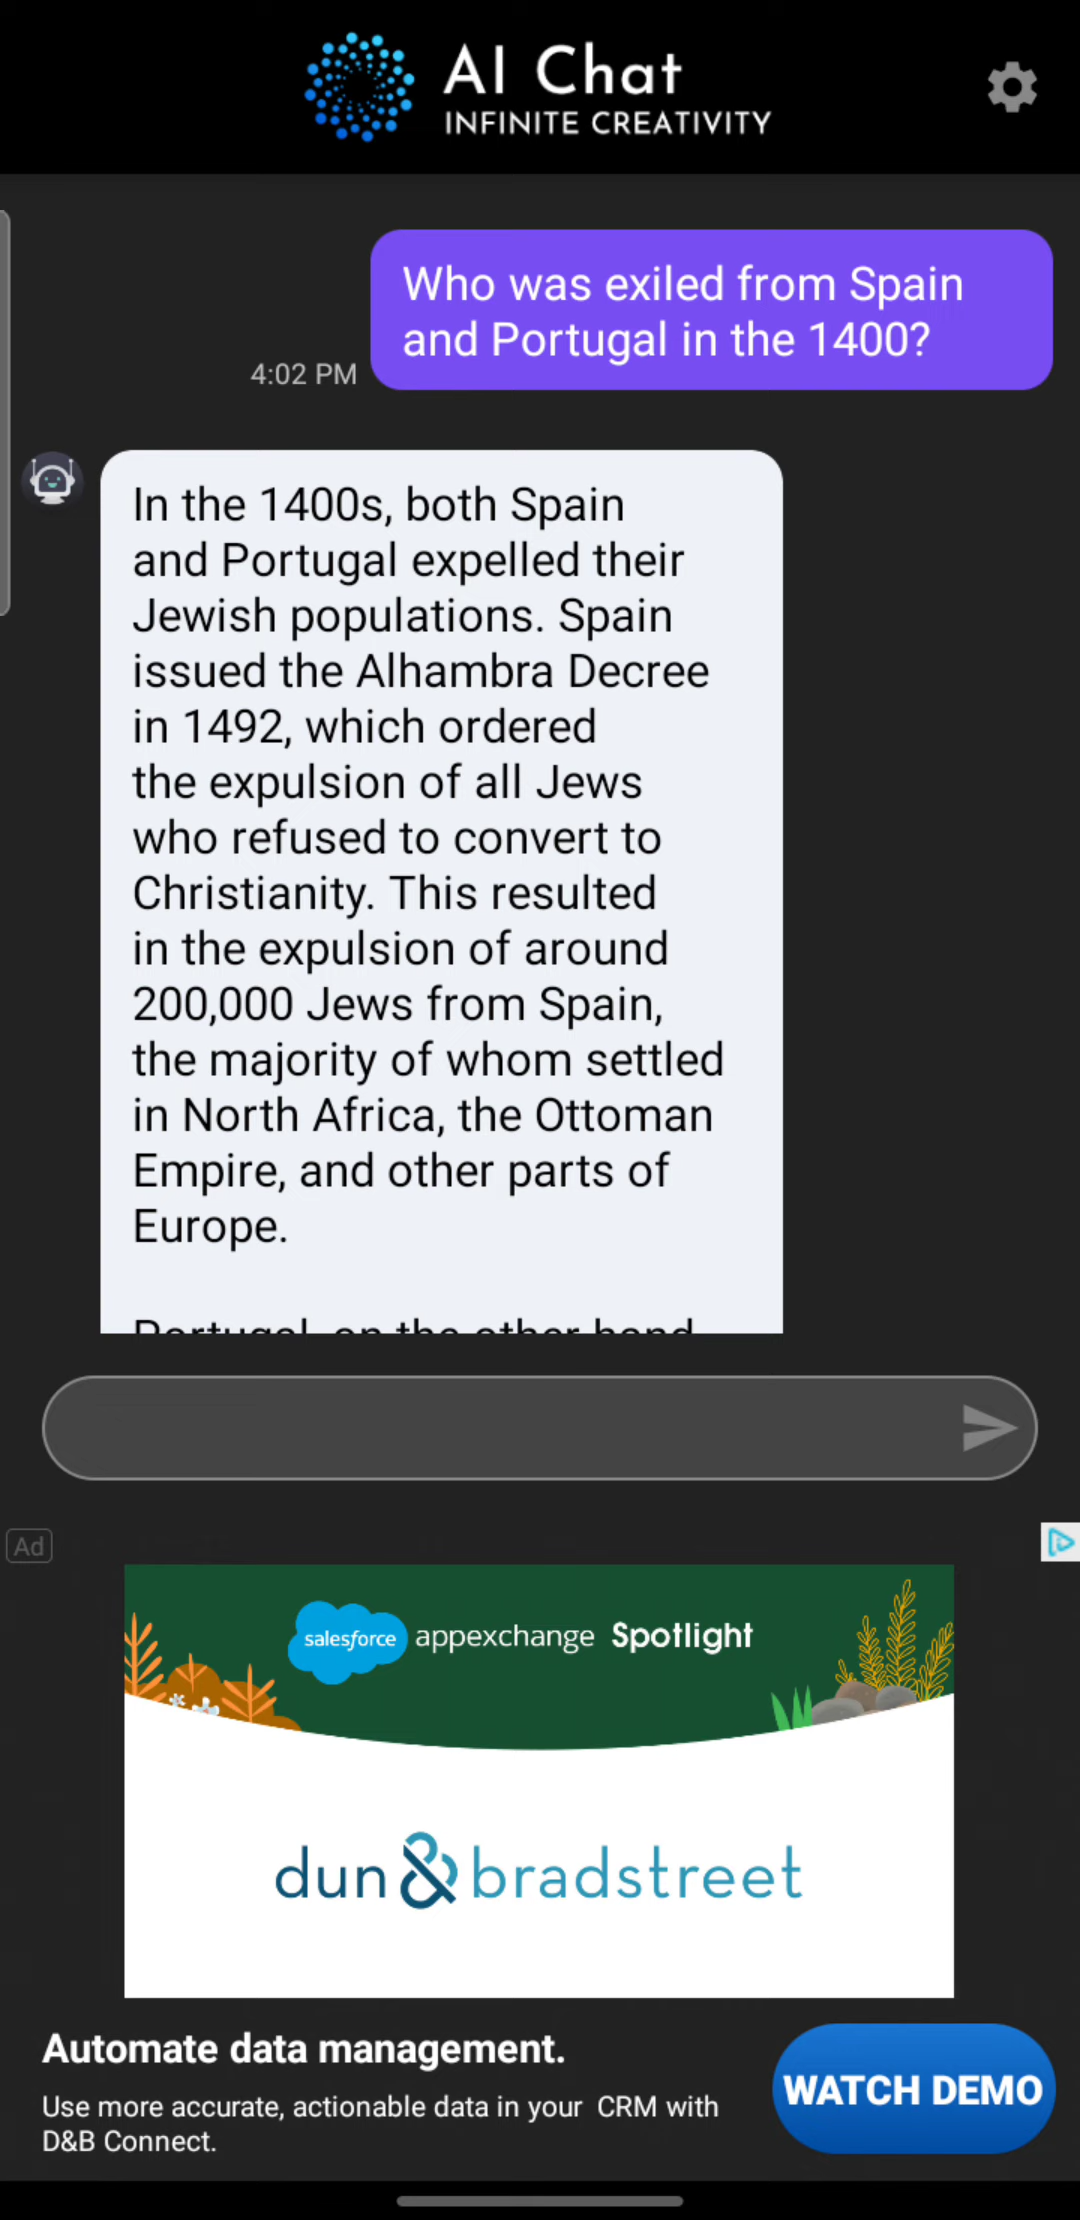 AI Chat
INFINITE CREATIVITY
Who was exiled from Spain
and Portugal in the 1400?
4:02 PM
In the 1400s, both Spain
and Portugal expelled their
Jewish populations. Spain
issued the Alhambra Decree
in 1492, which ordered
the expulsion of all Jews
who refused to convert to
Christianity. This resulted
in the expulsion of around
200,000 Jews from Spain,
the majority of whom settled
in North Africa, the Ottoman
Empire, and other parts of
Europe.
Portugal, on the other hand
Ad
salesforce appexchange Spotlight
dun & bradstreet
Automate data management.
Use more accurate, actionable data in your CRM with
D&B Connect.
WATCH DEMO